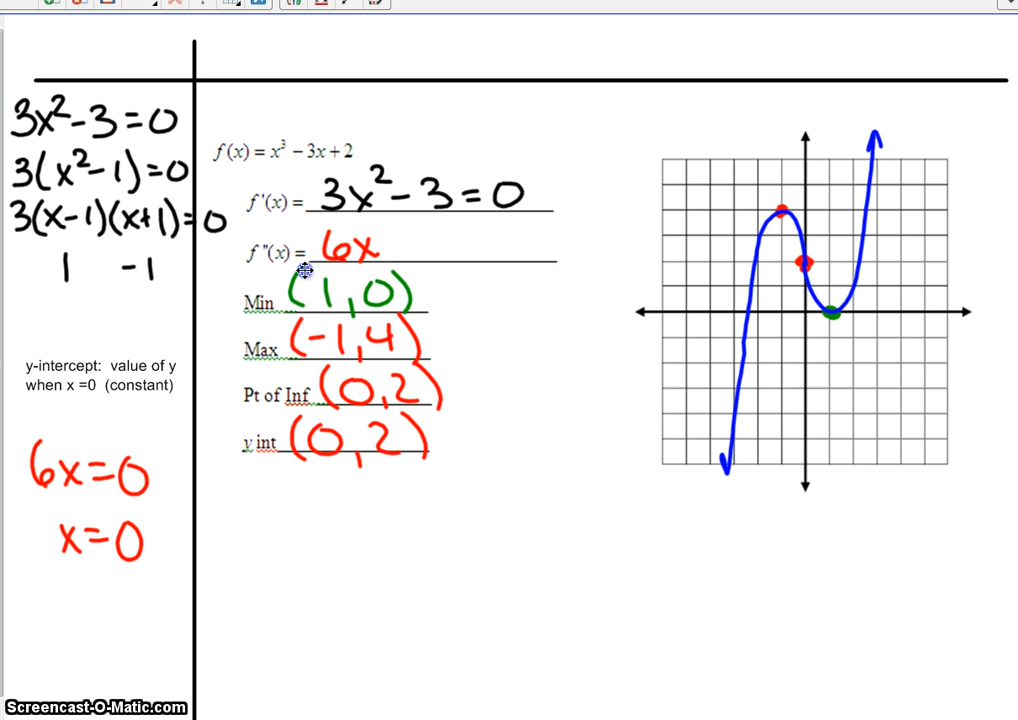 3x² - 3 = 0
3(x² - 1) = 0
3(x - 1)(x + 1) = 0
1 -1
y-intercept: value of y
when x =0 (constant)
6x = 0
x = 0
f(x) = x³ − 3x + 2
f '(x) = 3x² - 3 = 0
f "(x) = 6x
Min (1, 0)
Max (-1, 4)
Pt of Inf (0, 2)
y int (0, 2)
Screencast-O-Matic.com